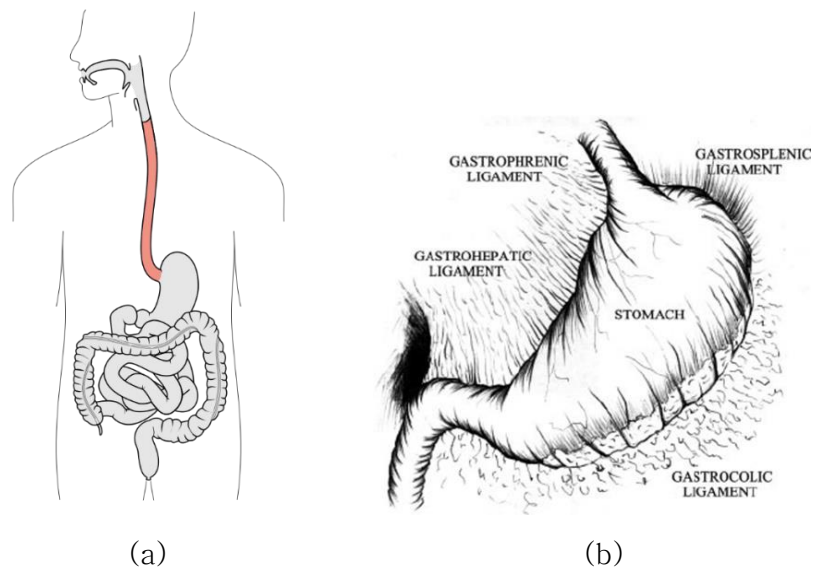 GASTROPHRENIC
LIGAMENT
GASTROSPLENIC
LIGAMENT
GASTROHEPATIC
LIGAMENT
STOMACH
GASTROCOLIC
LIGAMENT
(a)
(b)